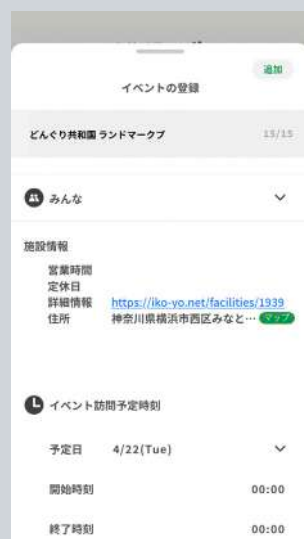 追加
イベントの登録
どんぐり共和国 ランドマークプ 15/15
みんな
施設情報
営業時間
定休日
詳細情報 https://iko-yo.net/facilities/1939
住所 神奈川県横浜市西区みなと… マップ
イベント訪問予定時刻
予定日 4/22(Tue)
開始時刻 00:00
終了時刻 00:00